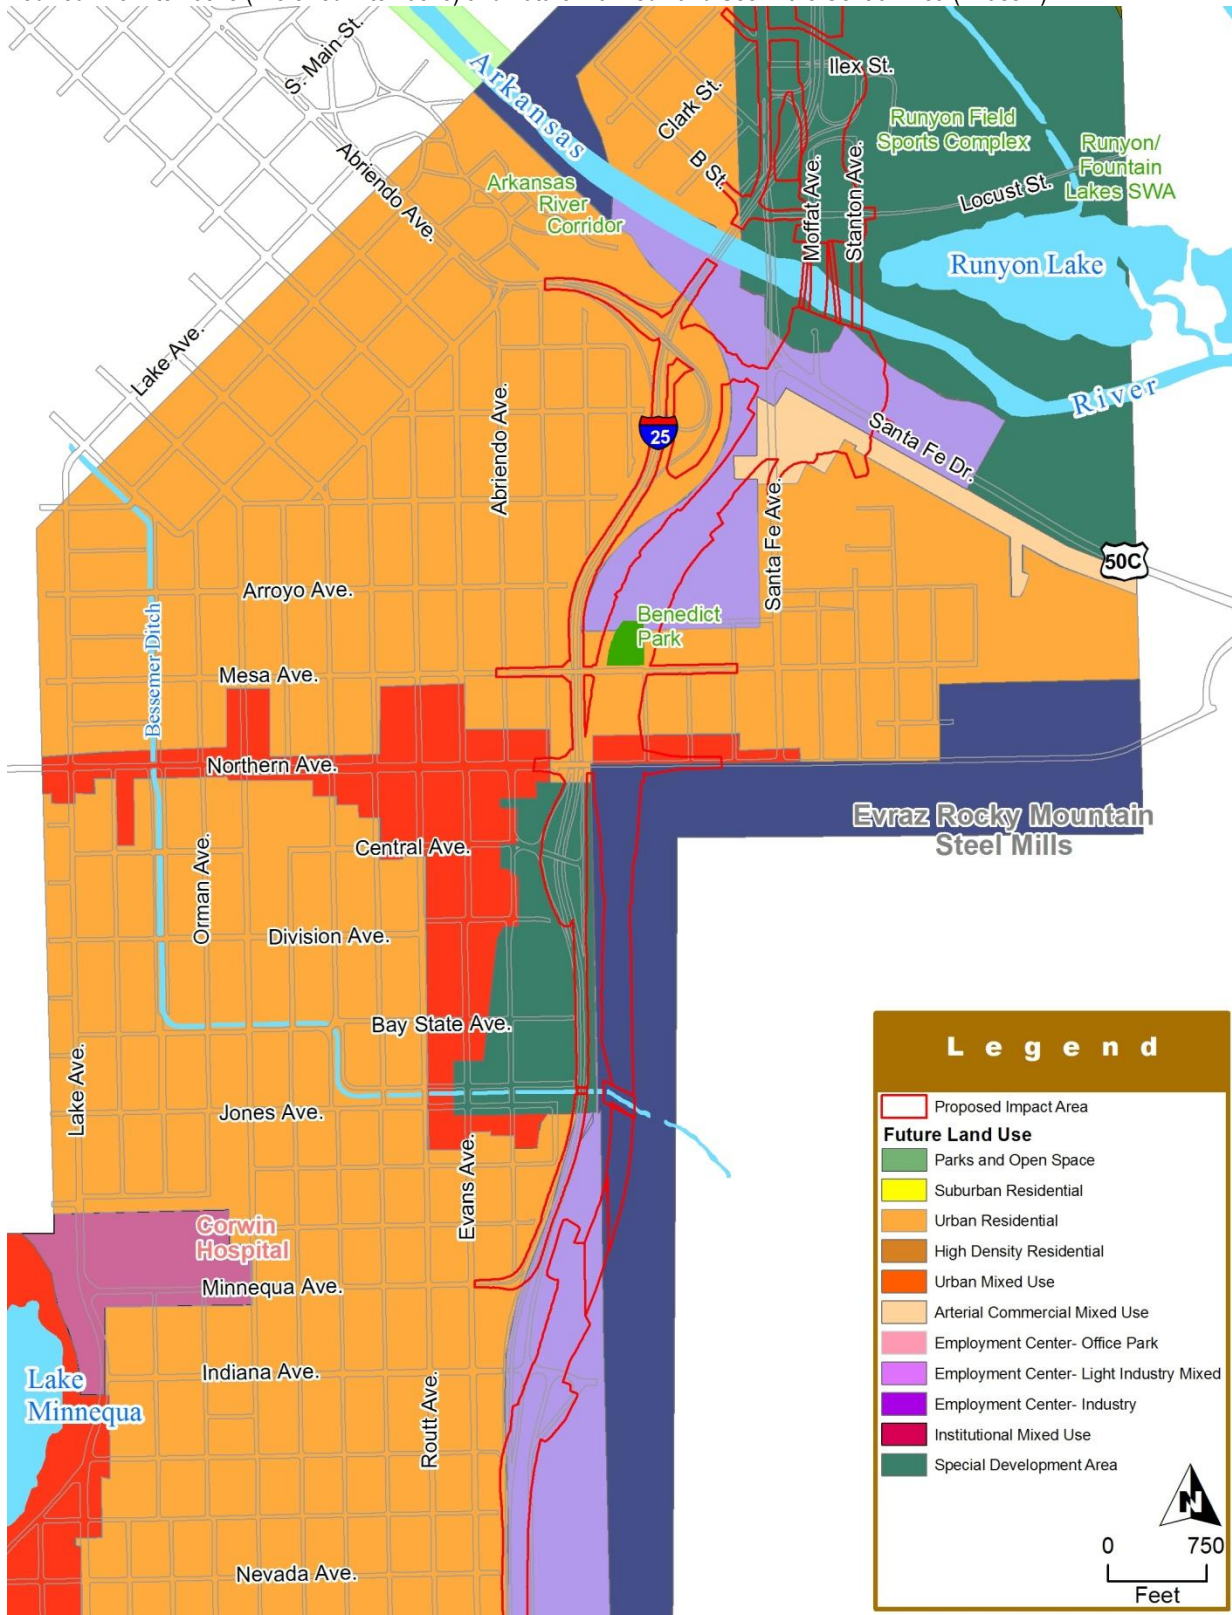 S. Main St.
Arkansas
Clark St.
Ilex St.
B St.
Runyon Field
Sports Complex
Runyon/
Fountain
Lakes SWA
Abriendo Ave.
Arkansas
River
Corridor
Moffat Ave.
Stanton Ave.
Locust St.
Runyon Lake
Lake Ave.
River
Abriendo Ave.
25
Santa Fe Dr.
Santa Fe Ave.
50C
Arroyo Ave.
Bessemer Ditch
Benedict
Park
Mesa Ave.
Northern Ave.
Evraz Rocky Mountain
Steel Mills
Orman Ave.
Central Ave.
Division Ave.
Bay State Ave.
Lake Ave.
Jones Ave.
Evans Ave.
Corwin
Hospital
Minnequa Ave.
Lake
Minnequa
Indiana Ave.
Routt Ave.
Nevada Ave.
Legend
Proposed Impact Area
Future Land Use
Parks and Open Space
Suburban Residential
Urban Residential
High Density Residential
Urban Mixed Use
Arterial Commercial Mixed Use
Employment Center- Office Park
Employment Center- Light Industry Mixed
Employment Center- Industry
Institutional Mixed Use
Special Development Area
N
0 750
Feet